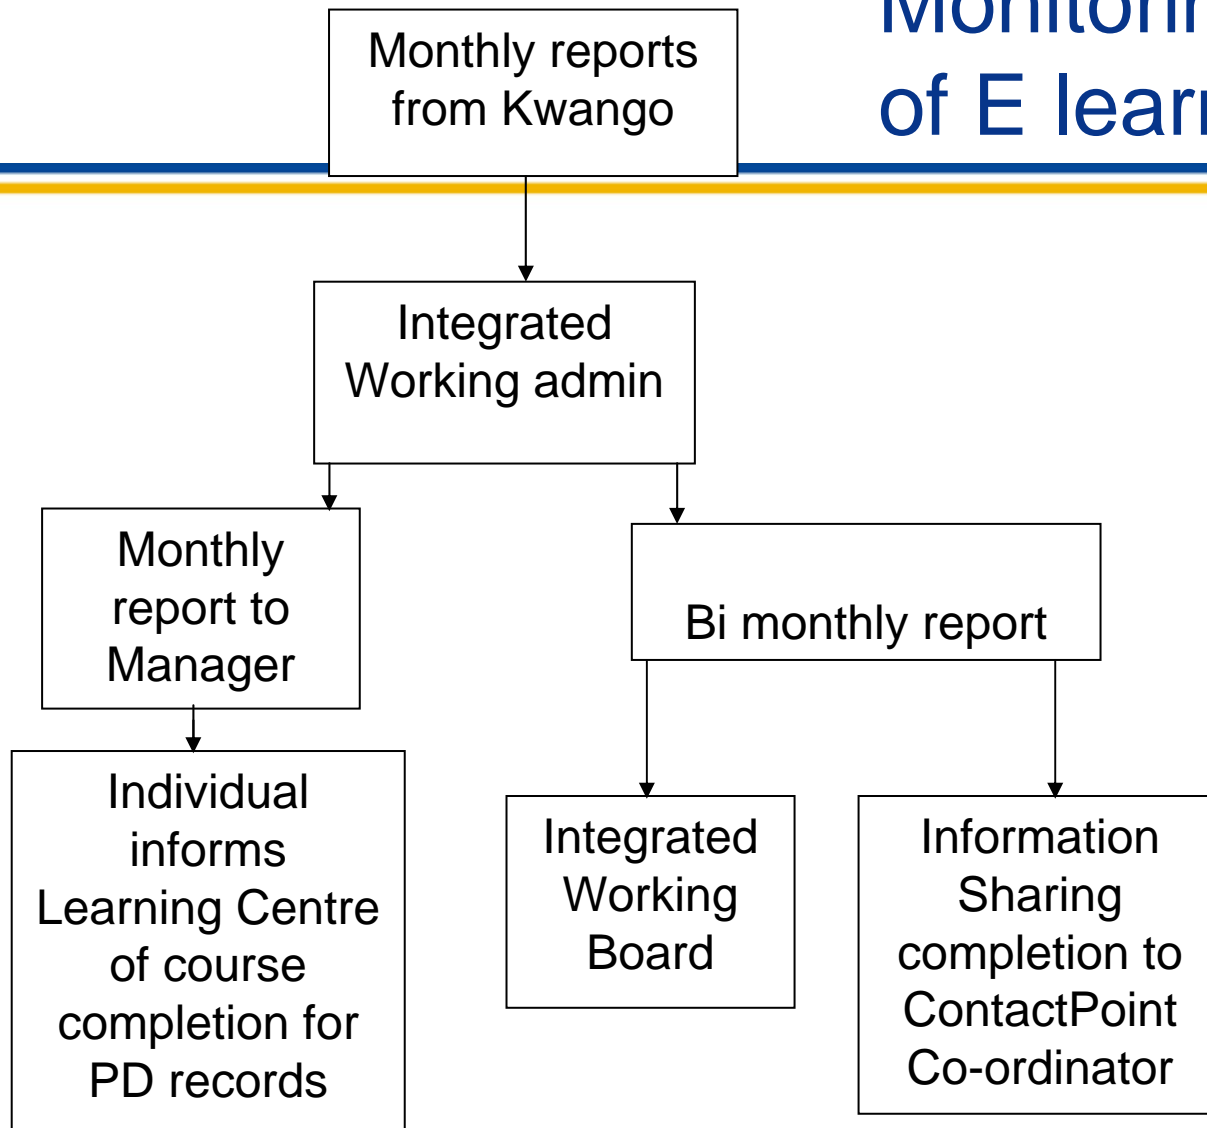 Monthly reports
from Kwango
of E
Integrated
Working admin
Monthly
report to
Manager
Bi monthly report
Individual
informs
Learning Centre
of course
completion for
PD records
Integrated
Working
Board
Information
Sharing
completion to
ContactPoint
Co-ordinator